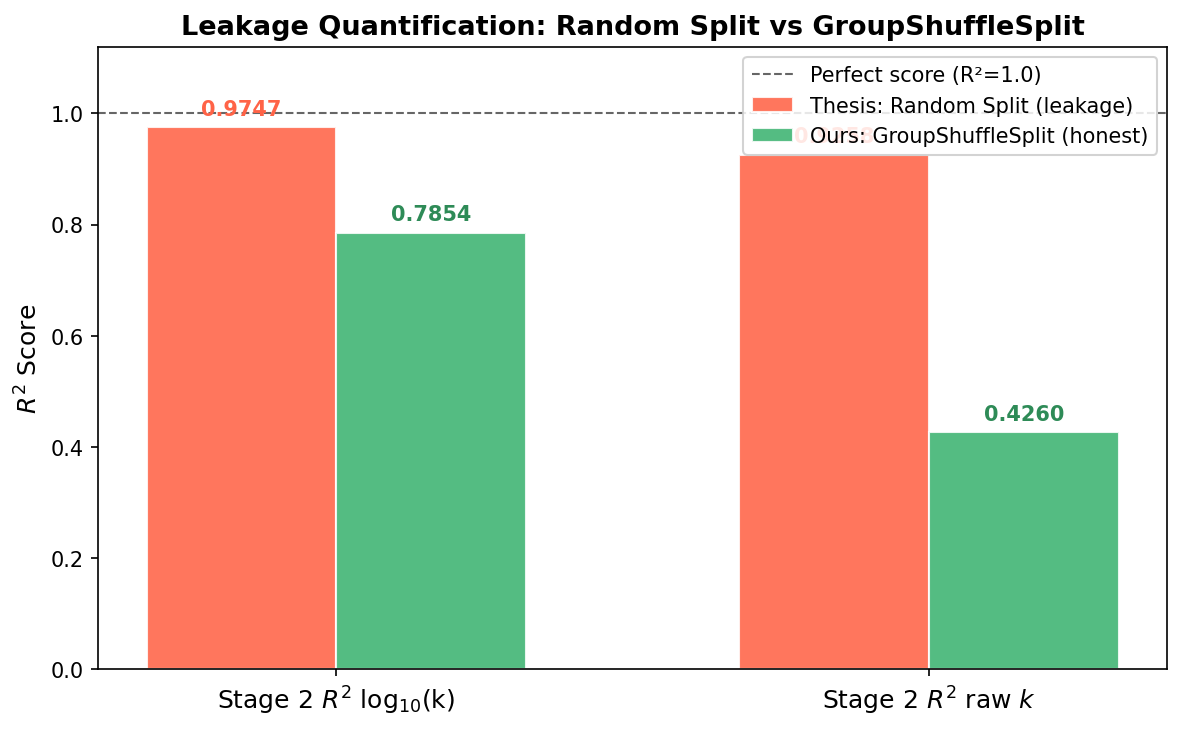 Leakage Quantification: Random Split vs GroupShuffleSplit
Perfect score (R²=1.0)
Thesis: Random Split (leakage)
Ours: GroupShuffleSplit (honest)
0.9747
0.7854
0.4260
1.0
0.8
0.6
0.4
0.2
0.0
R² Score
Stage 2 R² log₁₀(k)
Stage 2 R² raw k